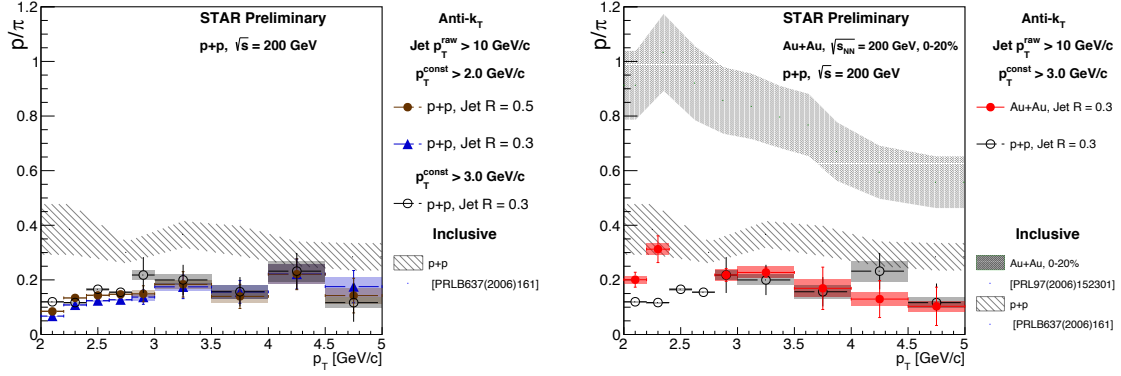 STAR Preliminary
p+p, √s = 200 GeV
p/π
1.2
1
0.8
0.6
0.4
0.2
0
2 2.5 3 3.5 4 4.5 5
p_T [GeV/c]
Anti-k_T
Jet p_T^raw > 10 GeV/c
p_T^const > 2.0 GeV/c
p+p, Jet R = 0.5
p+p, Jet R = 0.3
p_T^const > 3.0 GeV/c
p+p, Jet R = 0.3
Inclusive
p+p
[PRLB637(2006)161]
STAR Preliminary
Au+Au, √s_NN = 200 GeV, 0-20%
p+p, √s = 200 GeV
p/π
1.2
1
0.8
0.6
0.4
0.2
0
2 2.5 3 3.5 4 4.5 5
p_T [GeV/c]
Anti-k_T
Jet p_T^raw > 10 GeV/c
p_T^const > 3.0 GeV/c
Au+Au, Jet R = 0.3
p+p, Jet R = 0.3
Inclusive
Au+Au, 0-20%
[PRL97(2006)152301]
p+p
[PRLB637(2006)161]